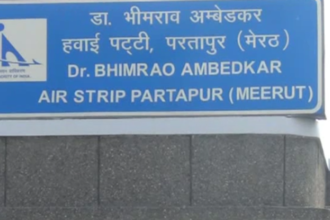 डा. भीमराव अम्बेडकर
हवाई पट्टी, परतापुर (मेरठ)
Dr. BHIMRAO AMBEDKAR
AIR STRIP PARTAPUR (MEERUT)